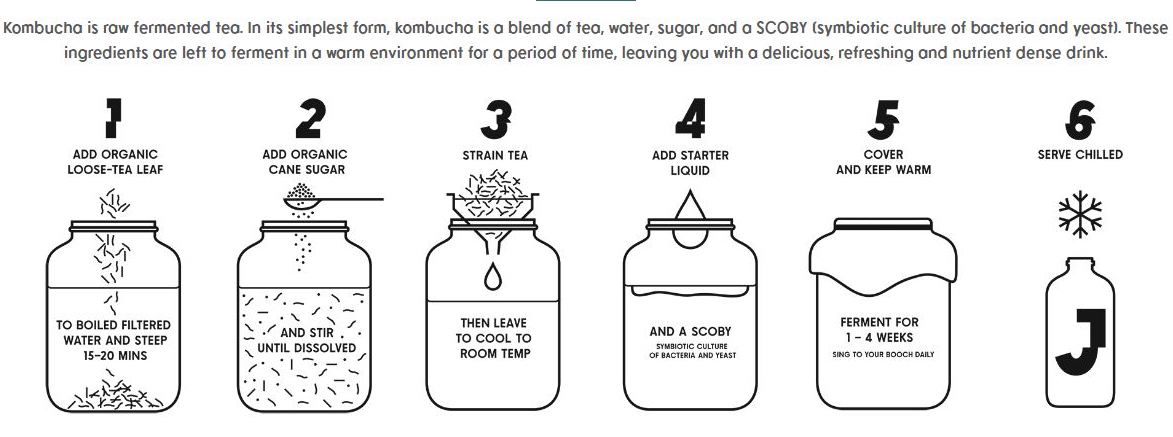 Kombucha is raw fermented tea. In its simplest form, kombucha is a blend of tea, water, sugar, and a SCOBY (symbiotic culture of bacteria and yeast). These
ingredients are left to ferment in a warm environment for a period of time, leaving you with a delicious, refreshing and nutrient dense drink.
1
ADD ORGANIC
LOOSE-TEA LEAF
TO BOILED FILTERED
WATER AND STEEP
15-20 MINS
2
ADD ORGANIC
CANE SUGAR
AND STIR
UNTIL DISSOLVED
3
STRAIN TEA
THEN LEAVE
TO COOL TO
ROOM TEMP
4
ADD STARTER
LIQUID
AND A SCOBY
SYMBIOTIC CULTURE
OF BACTERIA AND YEAST
5
COVER
AND KEEP WARM
FERMENT FOR
1 - 4 WEEKS
SING TO YOUR BOOCH DAILY
6
SERVE CHILLED
J